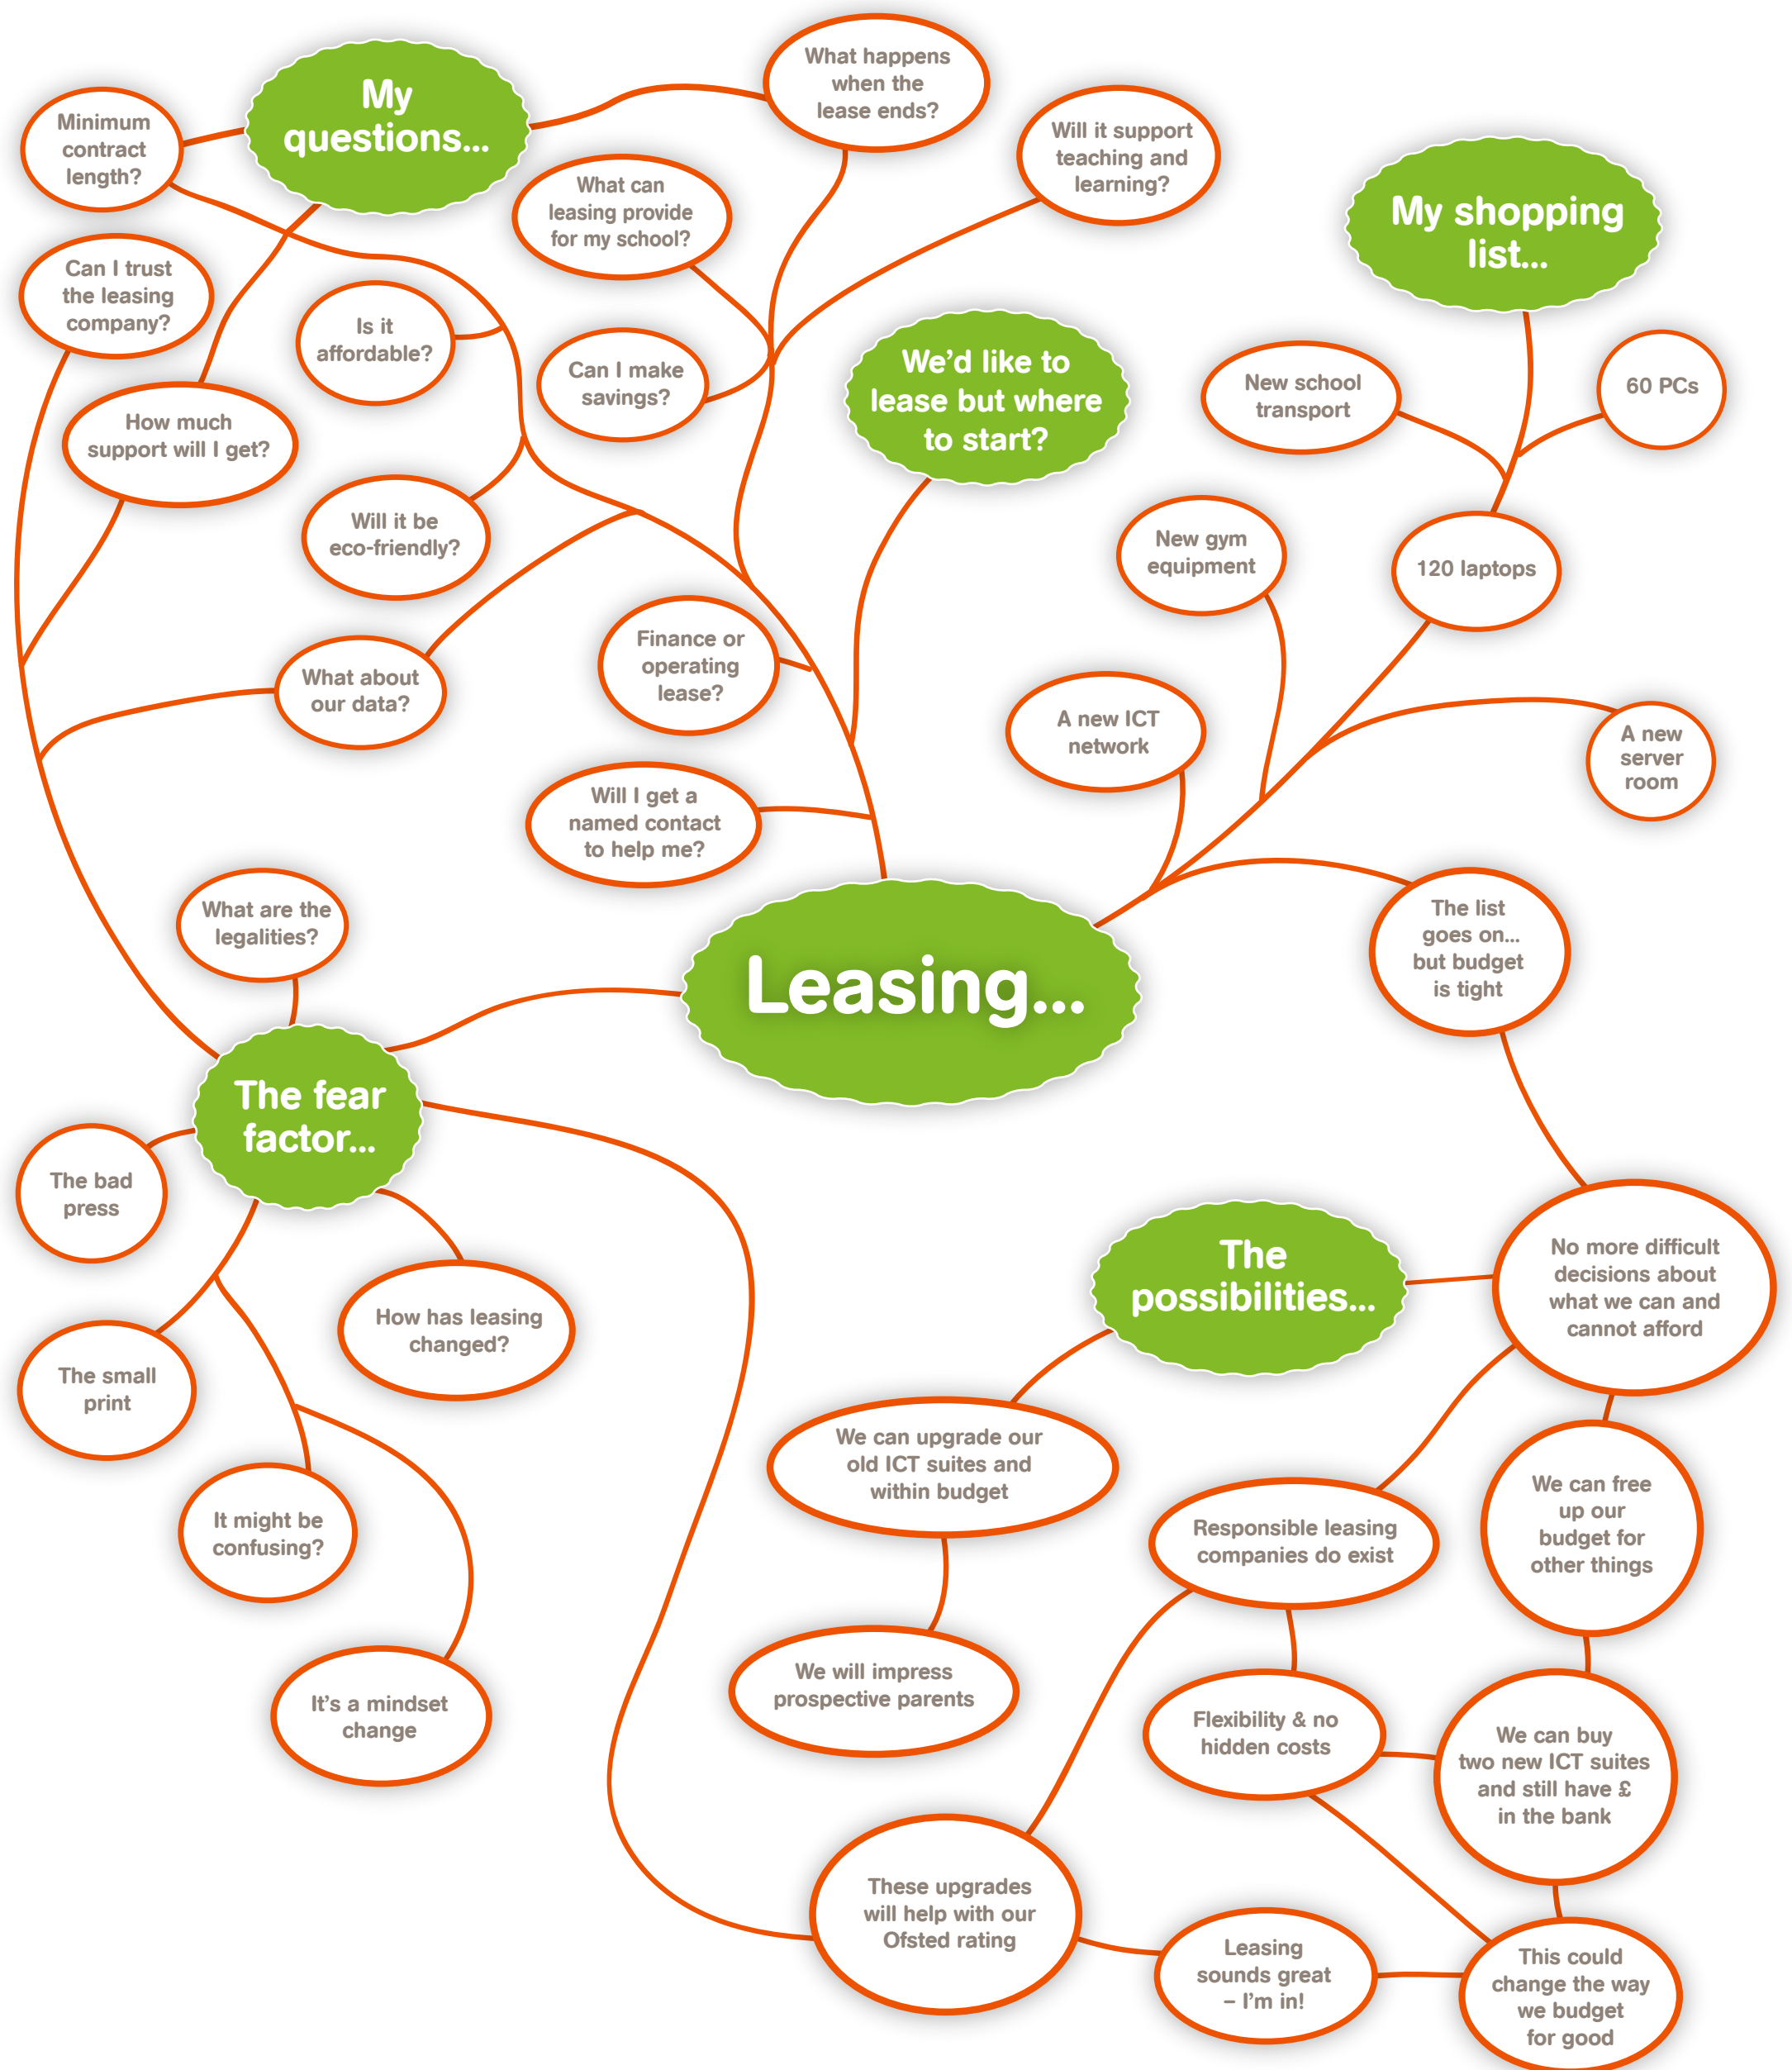 My
questions...
Minimum
contract
length?
What happens
when the
lease ends?
Will it support
teaching and
learning?
What can
leasing provide
for my school?
Can I trust
the leasing
company?
Is it
affordable?
Can I make
savings?
How much
support will I get?
Will it be
eco-friendly?
What about
our data?
Finance or
operating
lease?
Will I get a
named contact
to help me?
We'd like to
lease but where
to start?
My shopping
list...
New school
transport
60 PCs
New gym
equipment
120 laptops
A new ICT
network
A new
server
room
The list
goes on...
but budget
is tight
Leasing...
What are the
legalities?
The fear
factor...
The bad
press
How has leasing
changed?
The small
print
It might be
confusing?
It's a mindset
change
The
possibilities...
No more difficult
decisions about
what we can and
cannot afford
We can upgrade our
old ICT suites and
within budget
Responsible leasing
companies do exist
We can free
up our
budget for
other things
We will impress
prospective parents
Flexibility & no
hidden costs
We can buy
two new ICT suites
and still have £
in the bank
These upgrades
will help with our
Ofsted rating
Leasing
sounds great
– I'm in!
This could
change the way
we budget
for good